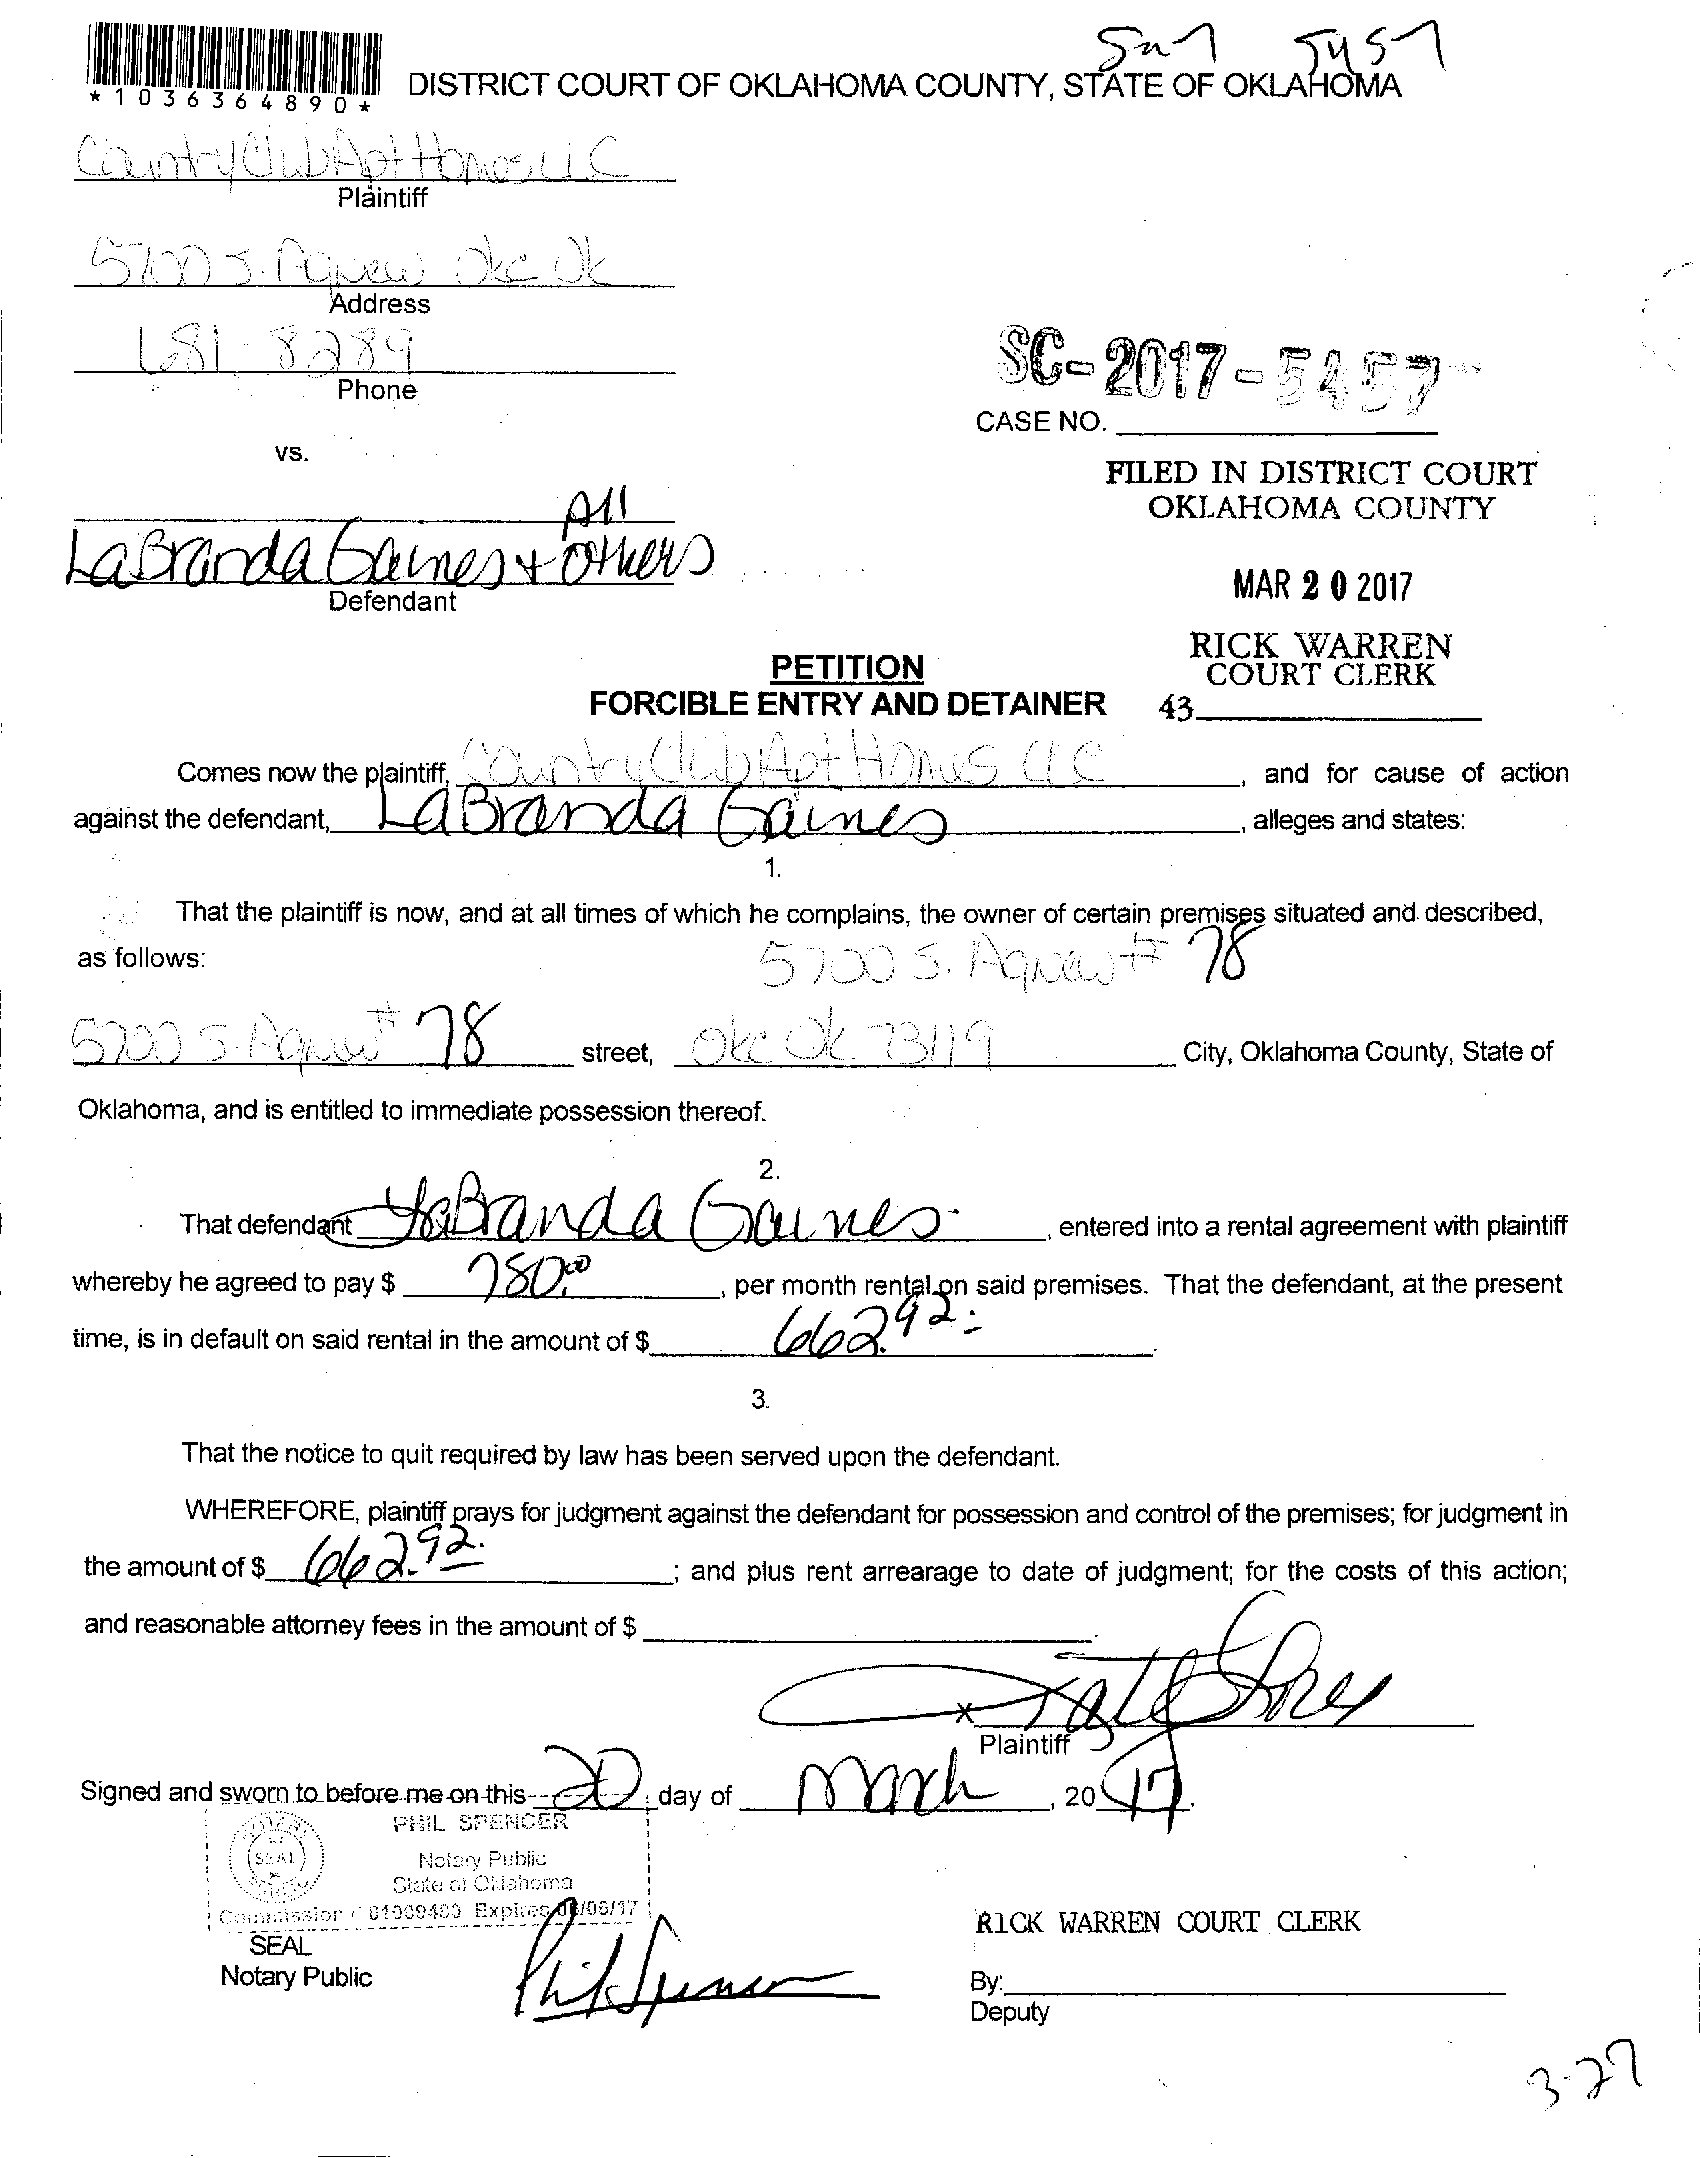 *1036364890*
DISTRICT COURT OF OKLAHOMA COUNTY, STATE OF OKLAHOMA
Country Club Apt Homes LLC
Plaintiff
5700 S. Agnew Okc Ok
Address
681-8289
Phone
SC-2017-5457
CASE NO.
vs.
FILED IN DISTRICT COURT
OKLAHOMA COUNTY
All
LaBranda Gaines + others
Defendant
MAR 20 2017
RICK WARREN
COURT CLERK
43
PETITION
FORCIBLE ENTRY AND DETAINER
Comes now the plaintiff, Country Club Apt Homes LLC, and for cause of action
against the defendant, LaBranda Gaines, alleges and states:
1.
That the plaintiff is now, and at all times of which he complains, the owner of certain premises situated and described,
as follows: 5700 S. Agnew # 78
5700 S. Agnew # 78 street, Okc Ok 73119 City, Oklahoma County, State of
Oklahoma, and is entitled to immediate possession thereof.
2.
That defendant LaBranda Gaines, entered into a rental agreement with plaintiff
whereby he agreed to pay $ 780.00, per month rental on said premises. That the defendant, at the present
time, is in default on said rental in the amount of $ 662.92.
3.
That the notice to quit required by law has been served upon the defendant.
WHEREFORE, plaintiff prays for judgment against the defendant for possession and control of the premises; for judgment in
the amount of $ 662.92; and plus rent arrearage to date of judgment; for the costs of this action;
and reasonable attorney fees in the amount of $
x
Plaintiff
Signed and sworn to before me on this 20 day of March, 2017.
PHIL SPENCER
SEAL
Notary Public
State of Oklahoma
Commission # 01009400 Expires /06/17
SEAL
Notary Public
Phil Spencer
RICK WARREN COURT CLERK
By:
Deputy
3-27